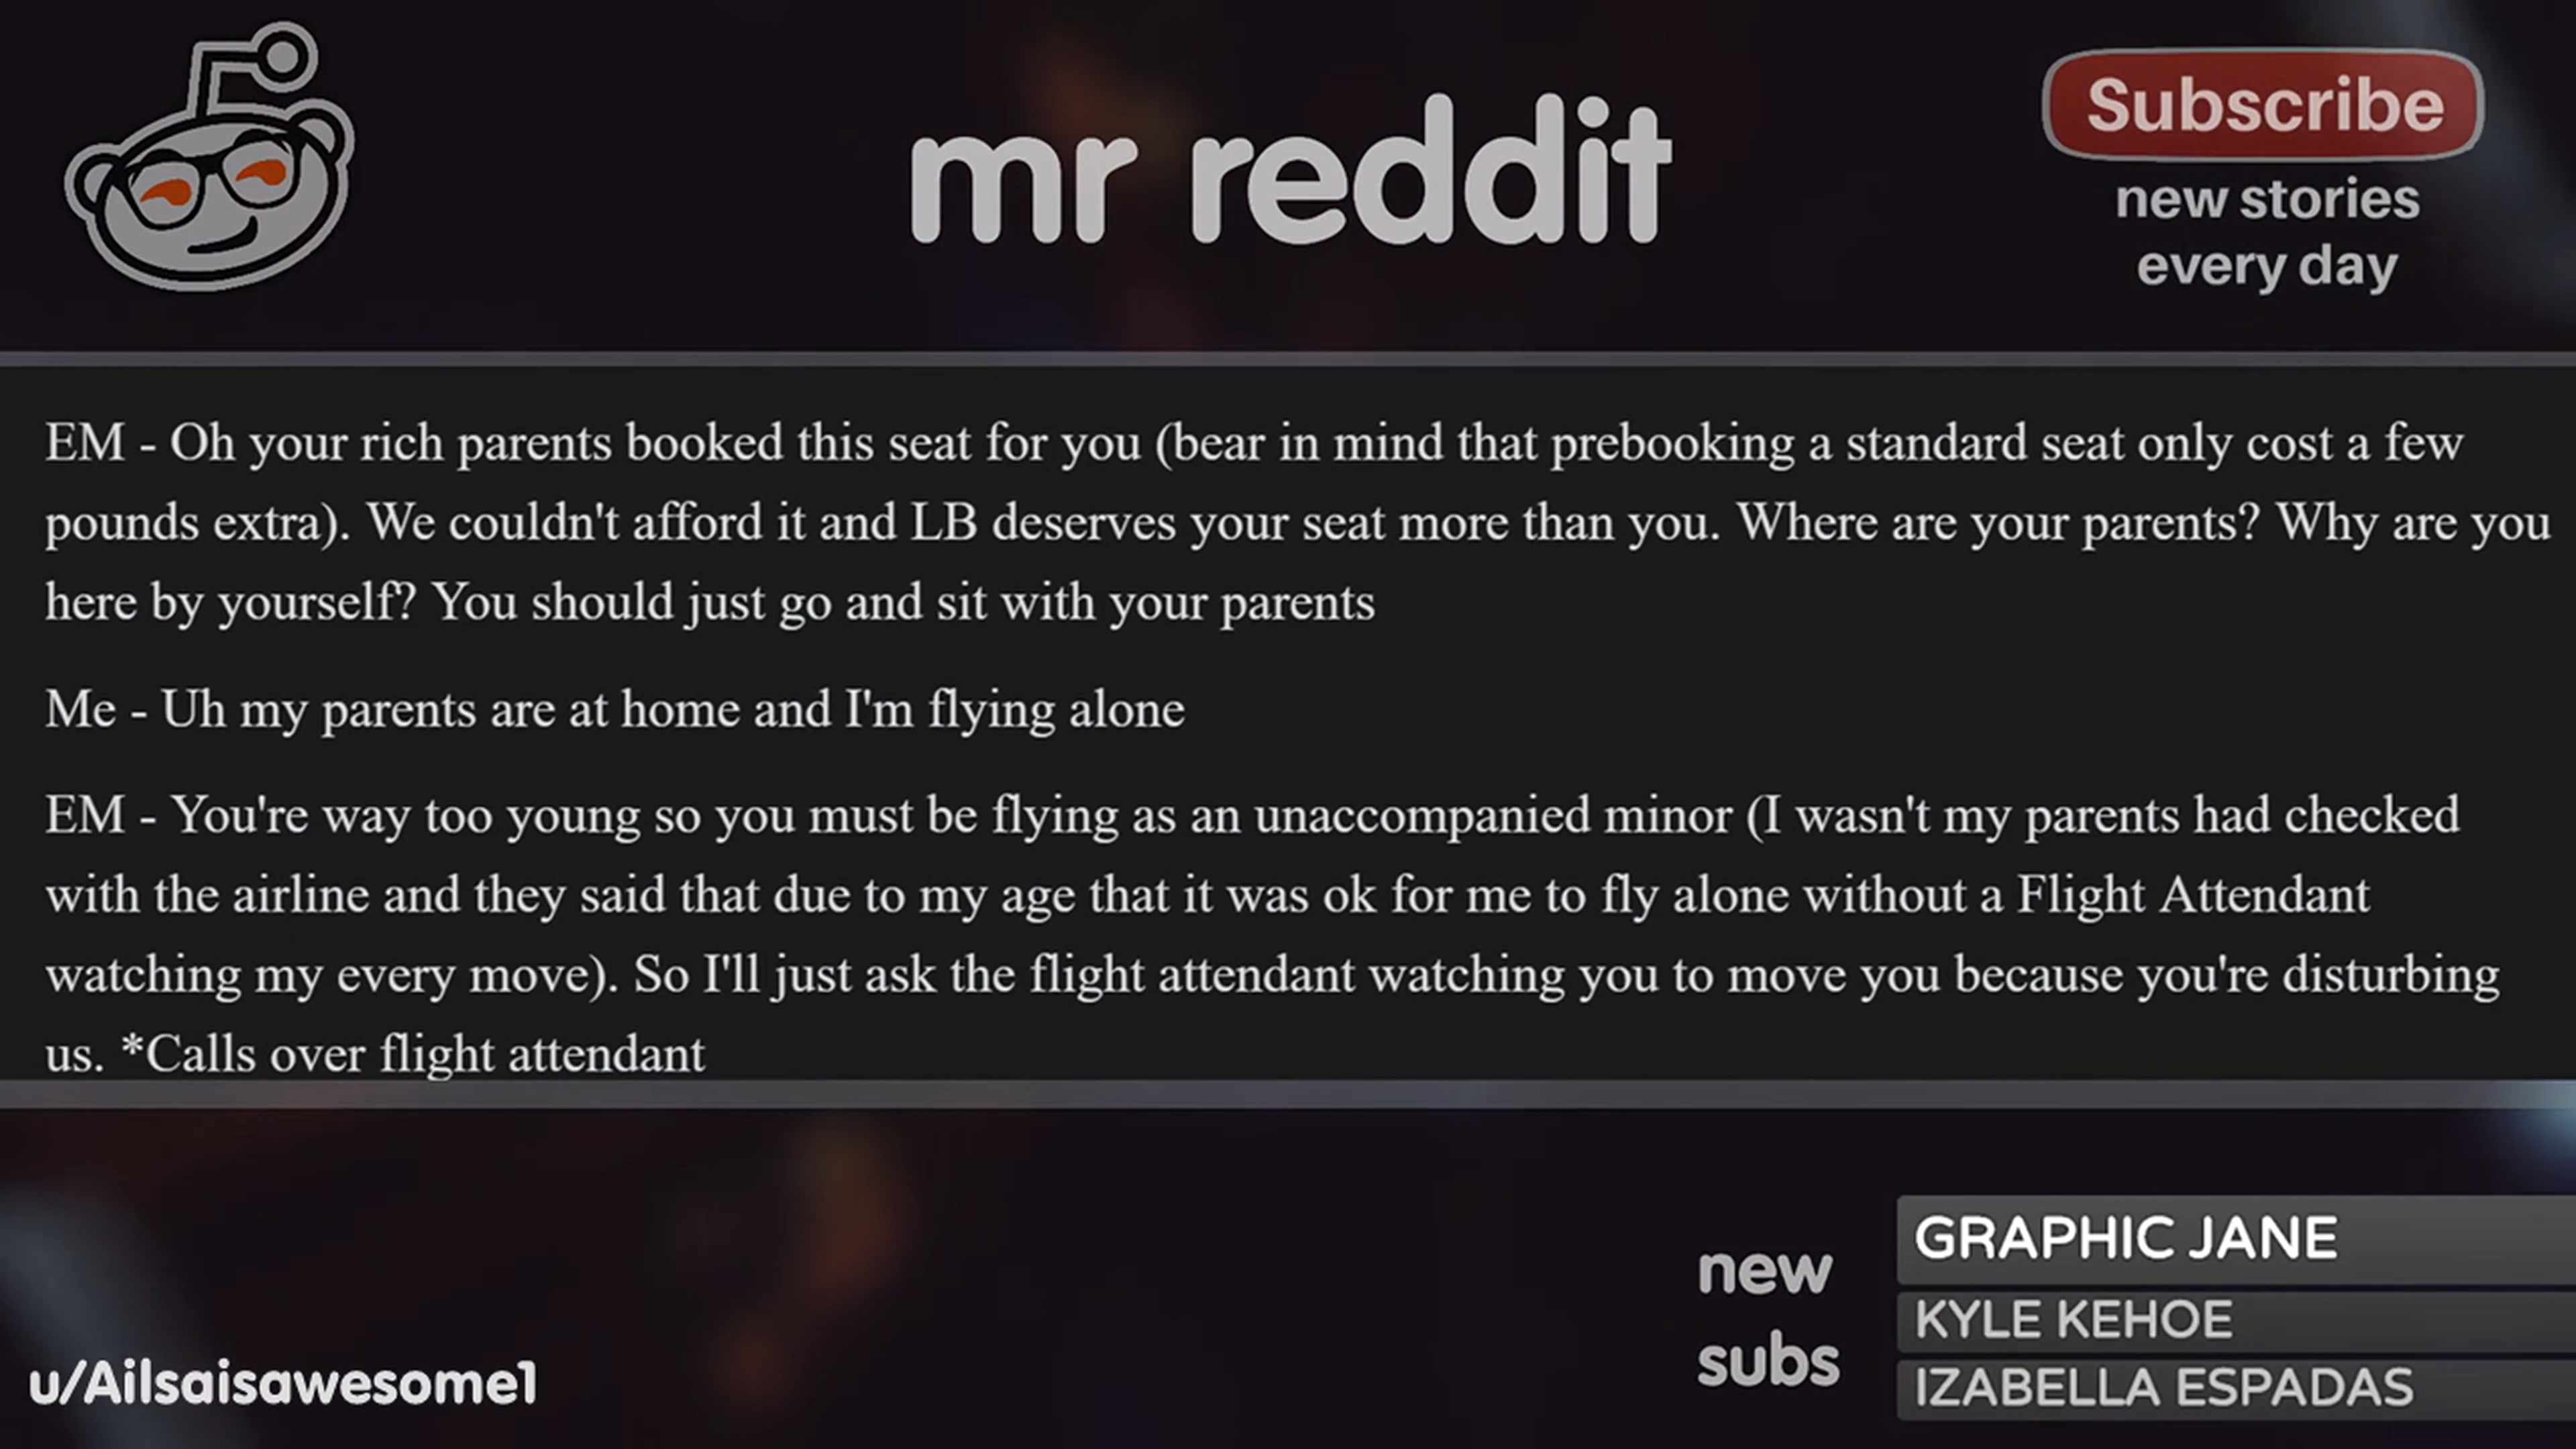 mr reddit
Subscribe
new stories
every day
EM - Oh your rich parents booked this seat for you (bear in mind that prebooking a standard seat only cost a few
pounds extra). We couldn't afford it and LB deserves your seat more than you. Where are your parents? Why are you
here by yourself? You should just go and sit with your parents
Me - Uh my parents are at home and I'm flying alone
EM - You're way too young so you must be flying as an unaccompanied minor (I wasn't my parents had checked
with the airline and they said that due to my age that it was ok for me to fly alone without a Flight Attendant
watching my every move). So I'll just ask the flight attendant watching you to move you because you're disturbing
us. *Calls over flight attendant
u/Ailsaisawesome1
new
subs
GRAPHIC JANE
KYLE KEHOE
IZABELLA ESPADAS